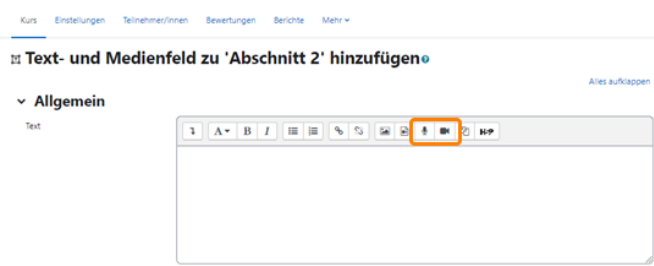 Kurs Einstellungen Teilnehmer/innen Bewertungen Berichte Mehr
Text- und Medienfeld zu 'Abschnitt 2' hinzufügen
Alles aufklappen
Allgemein
Text
A B I H-P